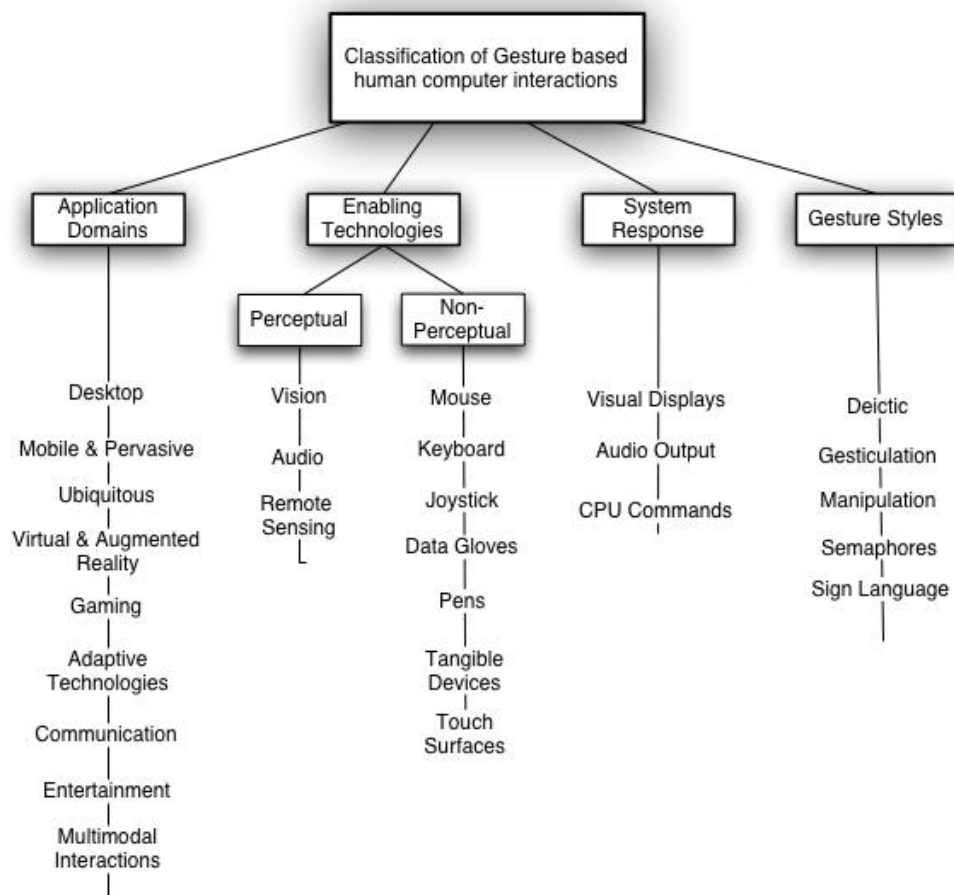 Classification of Gesture based
human computer interactions
Application
Domains
Enabling
Technologies
System
Response
Gesture Styles
Perceptual
Non-
Perceptual
Desktop
Mobile & Pervasive
Ubiquitous
Virtual & Augmented
Reality
Gaming
Adaptive
Technologies
Communication
Entertainment
Multimodal
Interactions
Vision
Audio
Remote
Sensing
Mouse
Keyboard
Joystick
Data Gloves
Pens
Tangible
Devices
Touch
Surfaces
Visual Displays
Audio Output
CPU Commands
Deictic
Gesticulation
Manipulation
Semaphores
Sign Language